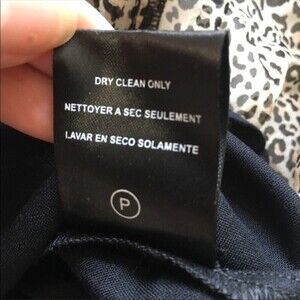 DRY CLEAN ONLY
NETTOYER A SEC SEULEMENT
LAVAR EN SECO SOLAMENTE
P